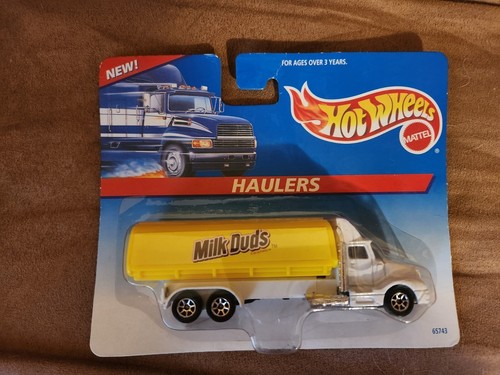 NEW!
FOR AGES OVER 3 YEARS.
HOT WHEELS
MATTEL
®
HAULERS
Milk Duds
65743